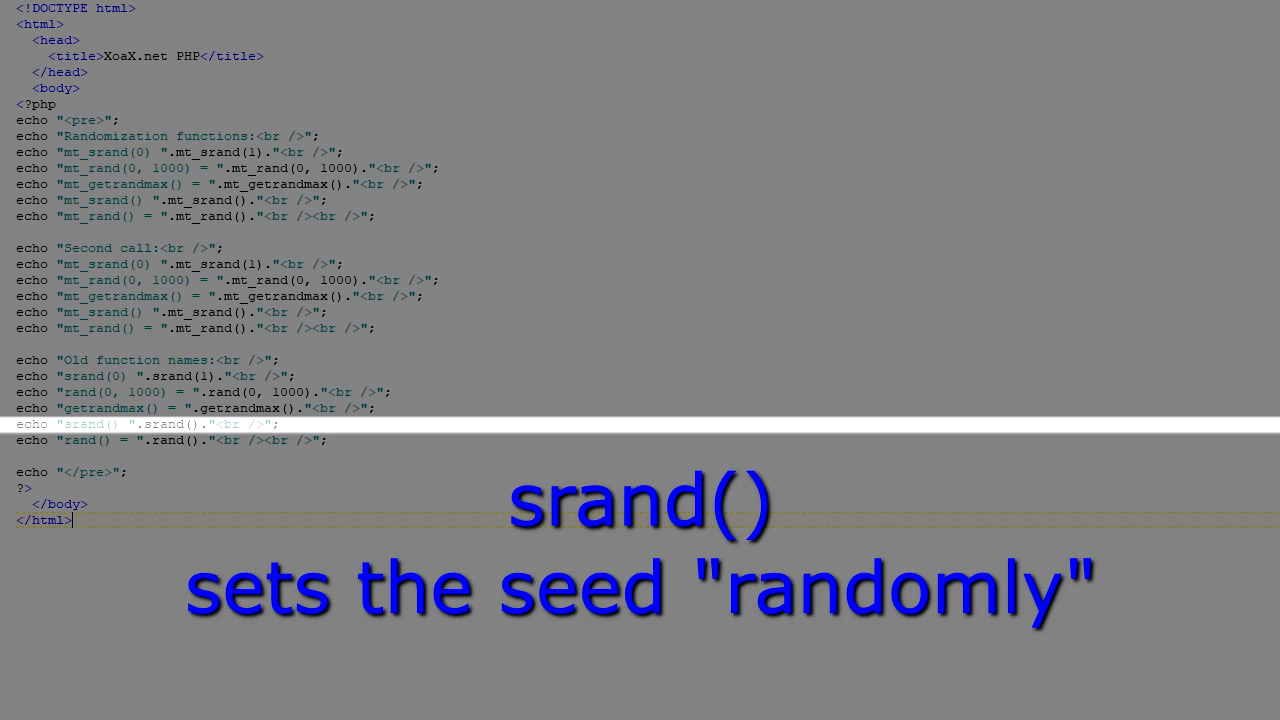 <!DOCTYPE html>
<html>
  <head>
    <title>XoaX.net PHP</title>
  </head>
  <body>
<?php
echo "<pre>";
echo "Randomization functions:<br />";
echo "mt_srand(0) ".mt_srand(1)."<br />";
echo "mt_rand(0, 1000) = ".mt_rand(0, 1000)."<br />";
echo "mt_getrandmax() = ".mt_getrandmax()."<br />";
echo "mt_srand() ".mt_srand()."<br />";
echo "mt_rand() = ".mt_rand()."<br /><br />";

echo "Second call:<br />";
echo "mt_srand(0) ".mt_srand(1)."<br />";
echo "mt_rand(0, 1000) = ".mt_rand(0, 1000)."<br />";
echo "mt_getrandmax() = ".mt_getrandmax()."<br />";
echo "mt_srand() ".mt_srand()."<br />";
echo "mt_rand() = ".mt_rand()."<br /><br />";

echo "Old function names:<br />";
echo "srand(0) ".srand(1)."<br />";
echo "rand(0, 1000) = ".rand(0, 1000)."<br />";
echo "getrandmax() = ".getrandmax()."<br />";
echo "srand() ".srand()."<br />";
echo "rand() = ".rand()."<br /><br />";

echo "</pre>";
?>
  </body>
</html>
srand()
sets the seed "randomly"